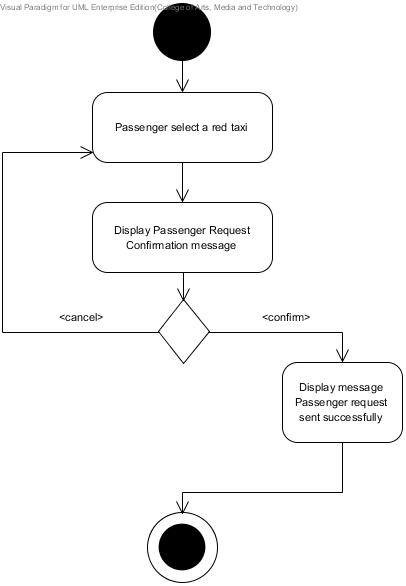 Visual Paradigm for UML Enterprise Edition(College of Arts, Media and Technology)
Passenger select a red taxi
Display Passenger Request
Confirmation message
<cancel>
<confirm>
Display message
Passenger request
sent successfully